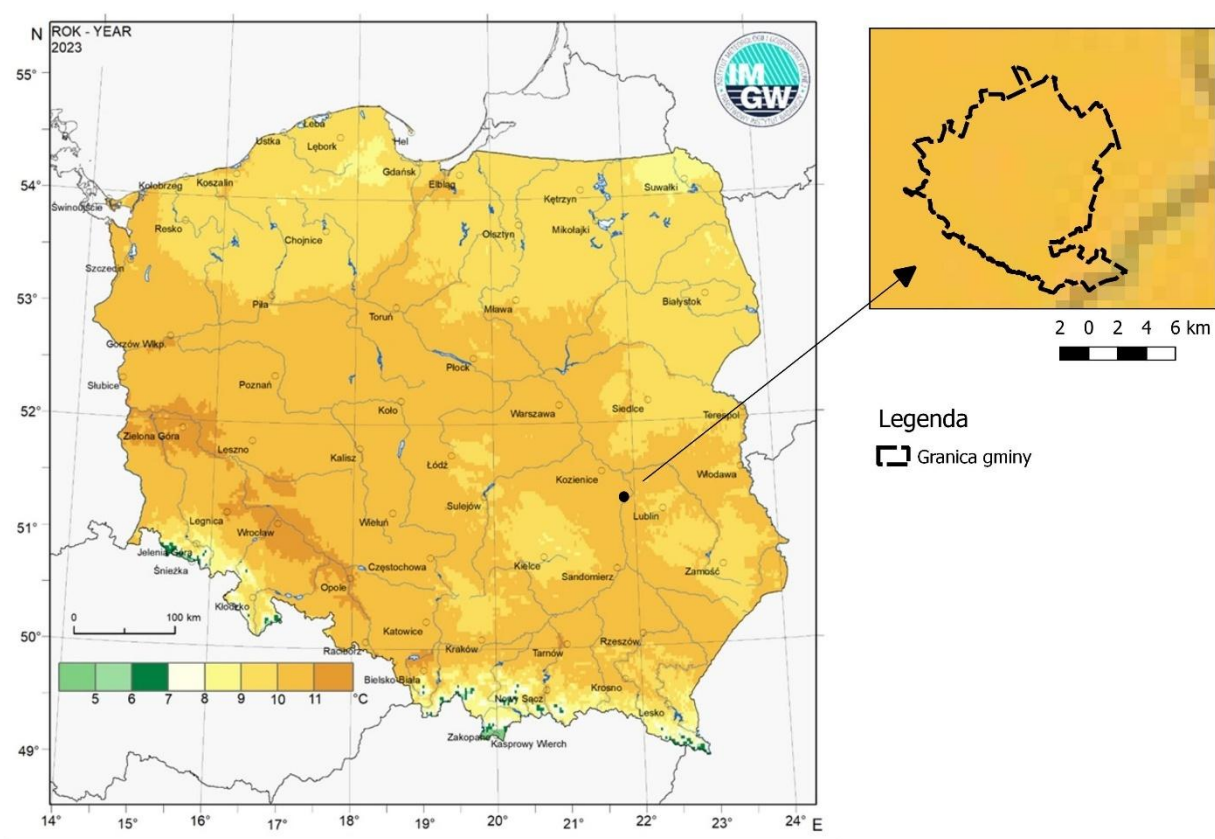 N
ROK - YEAR
2023
IM
GW
55°
Łeba
Ustka
Lębork
Hel
Gdańsk
54°
Kołobrzeg
Koszalin
Elbląg
Kętrzyn
Suwałki
Świnoujście
Resko
Chojnice
Olsztyn
Mikołajki
Szczecin
53°
Piła
Toruń
Mława
Białystok
Gorzów Wlkp
Płock
Słubice
Poznań
52°
Koło
Warszawa
Siedlce
Terespol
Zielona Góra
Leszno
Kalisz
Łódź
Kozienice
Włodawa
Sulejów
Lublin
51°
Legnica
Wrocław
Wieluń
Jelenia Góra
Śnieżka
Częstochowa
Kielce
Sandomierz
Zamość
Opole
Kłodzko
0
100 km
50°
Katowice
Racibórz
Kraków
Tarnów
Rzeszów
Bielsko-Biała
5 6 7 8 9 10 11 °C
Nowy Sącz
Krosno
Lesko
Zakopane
Kasprowy Wierch
49°
14° 15° 16° 17° 18° 19° 20° 21° 22° 23° 24° E
2 0 2 4 6 km
Legenda
Granica gminy